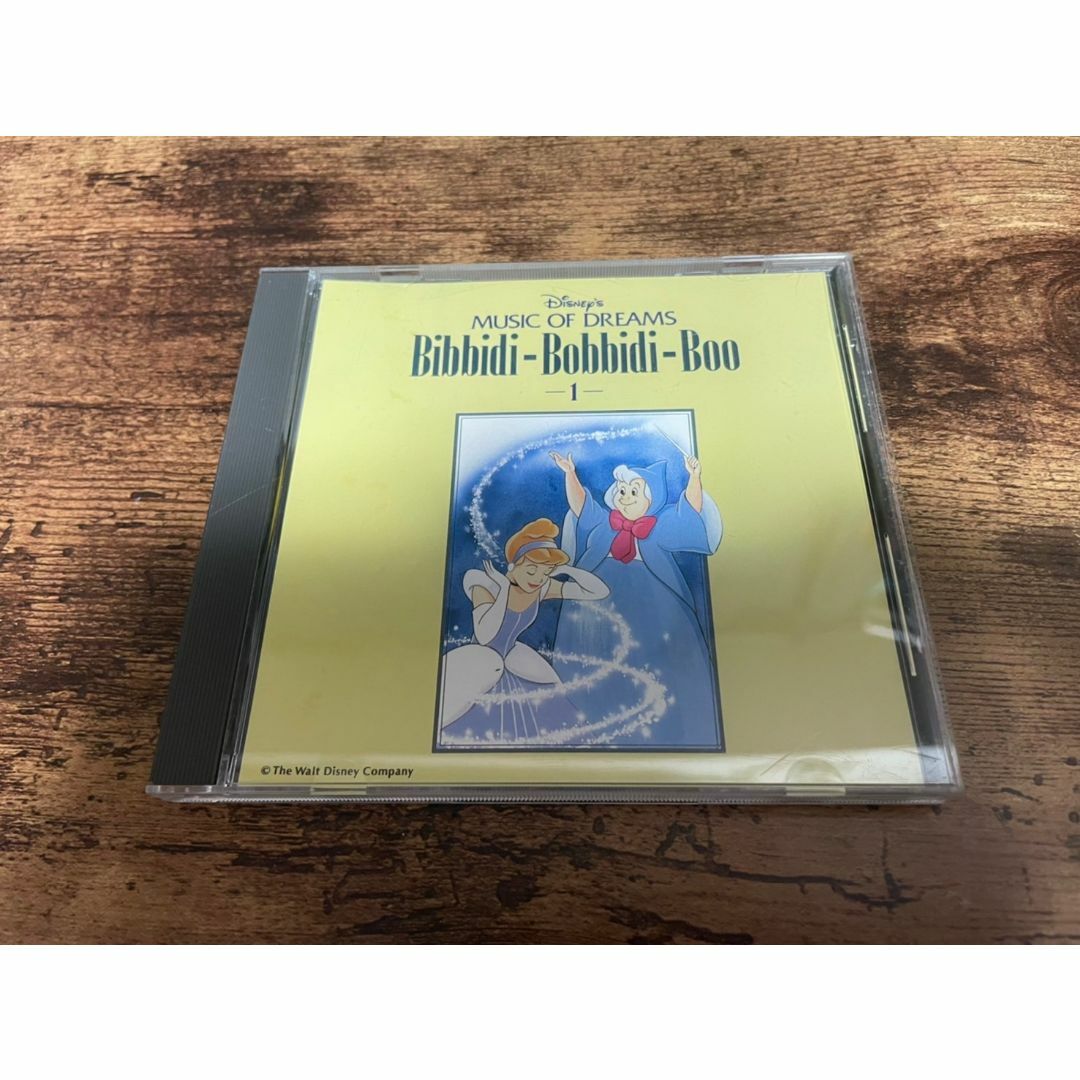 Disney's
MUSIC OF DREAMS
Bibbidi-Bobbidi-Boo
—1—
© The Walt Disney Company